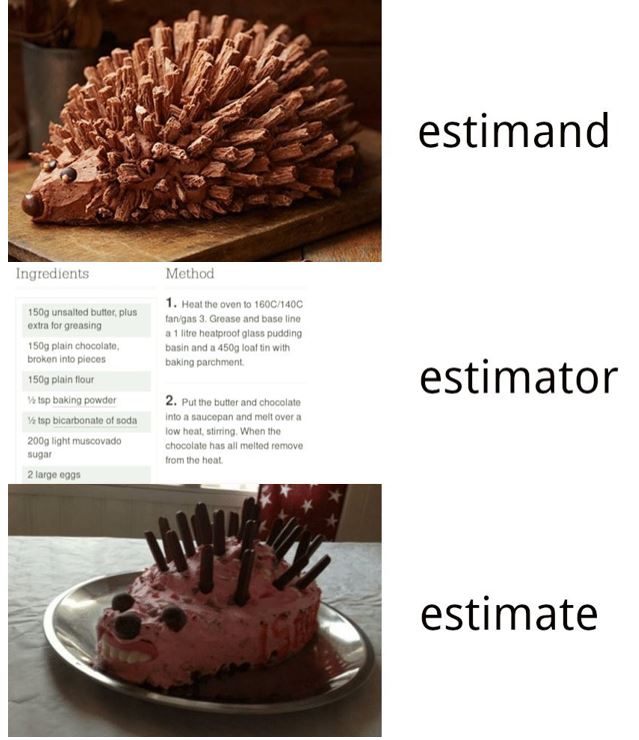 estimand
Ingredients
Method
150g unsalted butter, plus
extra for greasing
150g plain chocolate,
broken into pieces
150g plain flour
½ tsp baking powder
½ tsp bicarbonate of soda
200g light muscovado
sugar
2 large eggs
1. Heat the oven to 160C/140C
fan/gas 3. Grease and base line
a 1 litre heatproof glass pudding
basin and a 450g loaf tin with
baking parchment.
2. Put the butter and chocolate
into a saucepan and melt over a
low heat, stirring. When the
chocolate has all melted remove
from the heat.
estimator
estimate